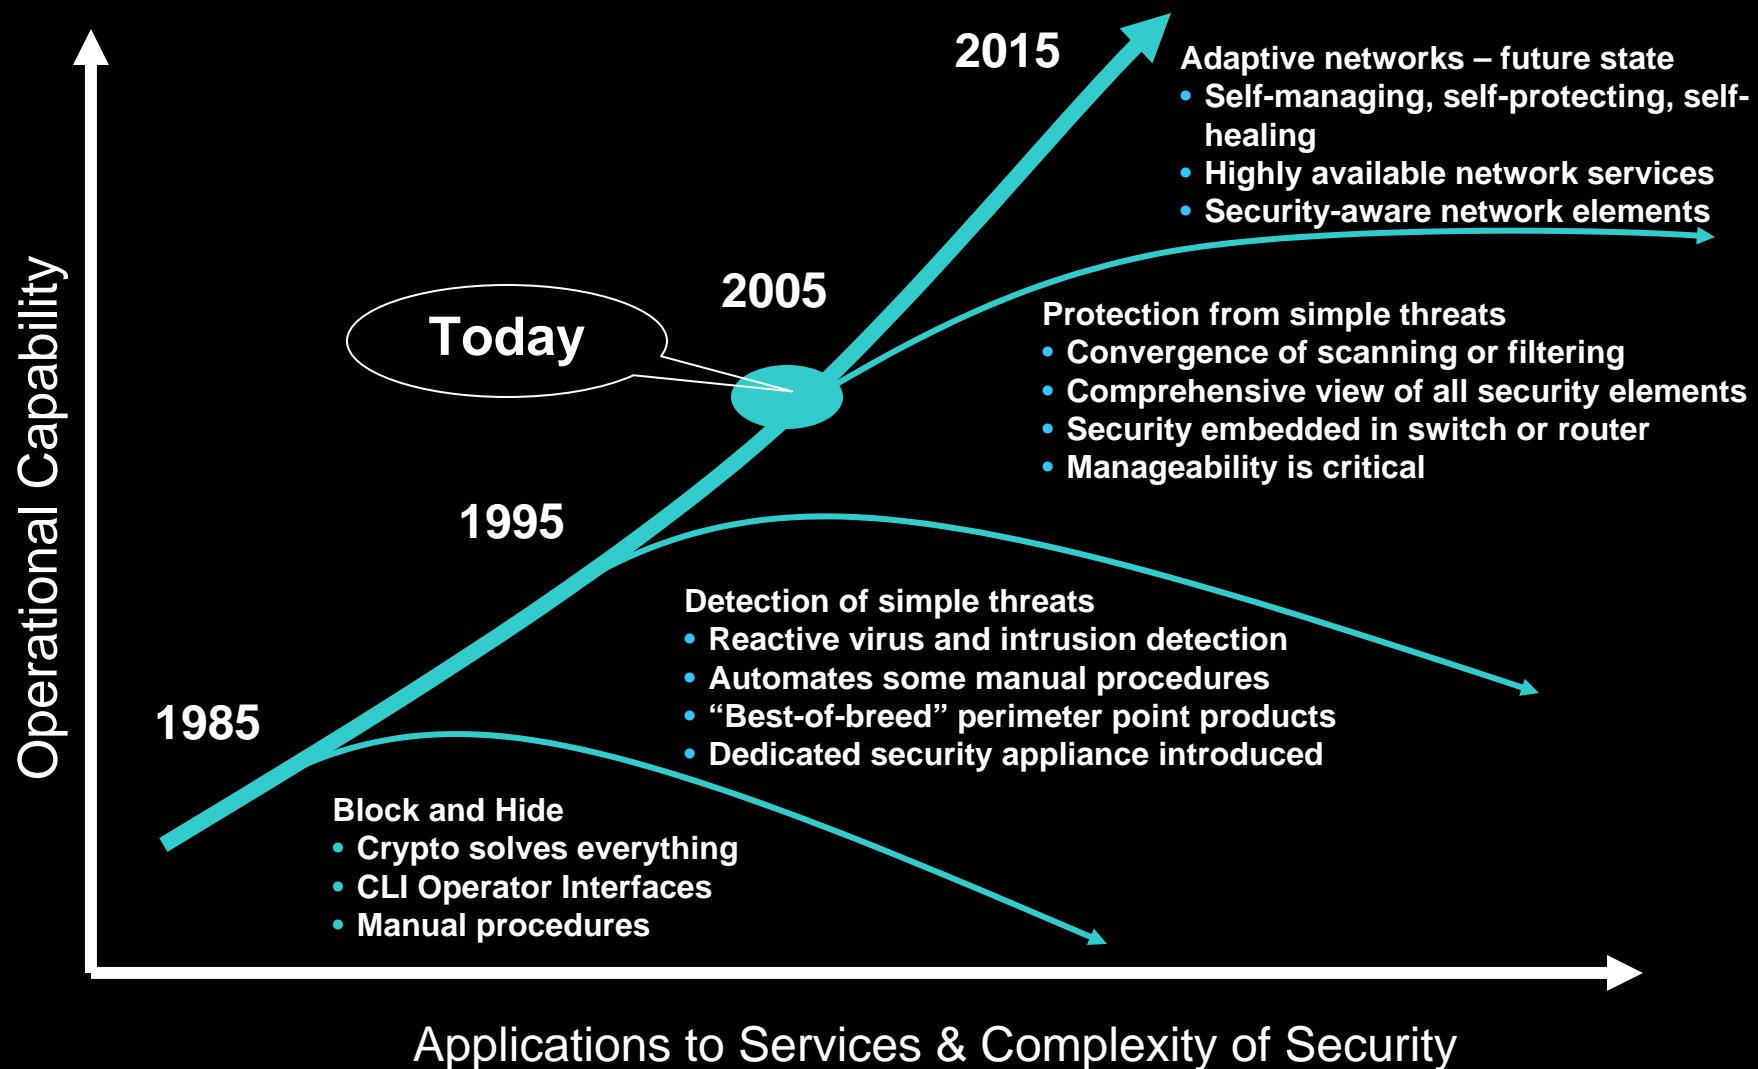 2015
Adaptive networks – future state
• Self-managing, self-protecting, self-
healing
• Highly available network services
• Security-aware network elements
2005
Today
Protection from simple threats
• Convergence of scanning or filtering
• Comprehensive view of all security elements
• Security embedded in switch or router
• Manageability is critical
1995
Detection of simple threats
• Reactive virus and intrusion detection
• Automates some manual procedures
• “Best-of-breed” perimeter point products
• Dedicated security appliance introduced
1985
Block and Hide
• Crypto solves everything
• CLI Operator Interfaces
• Manual procedures
Operational Capability
Applications to Services & Complexity of Security